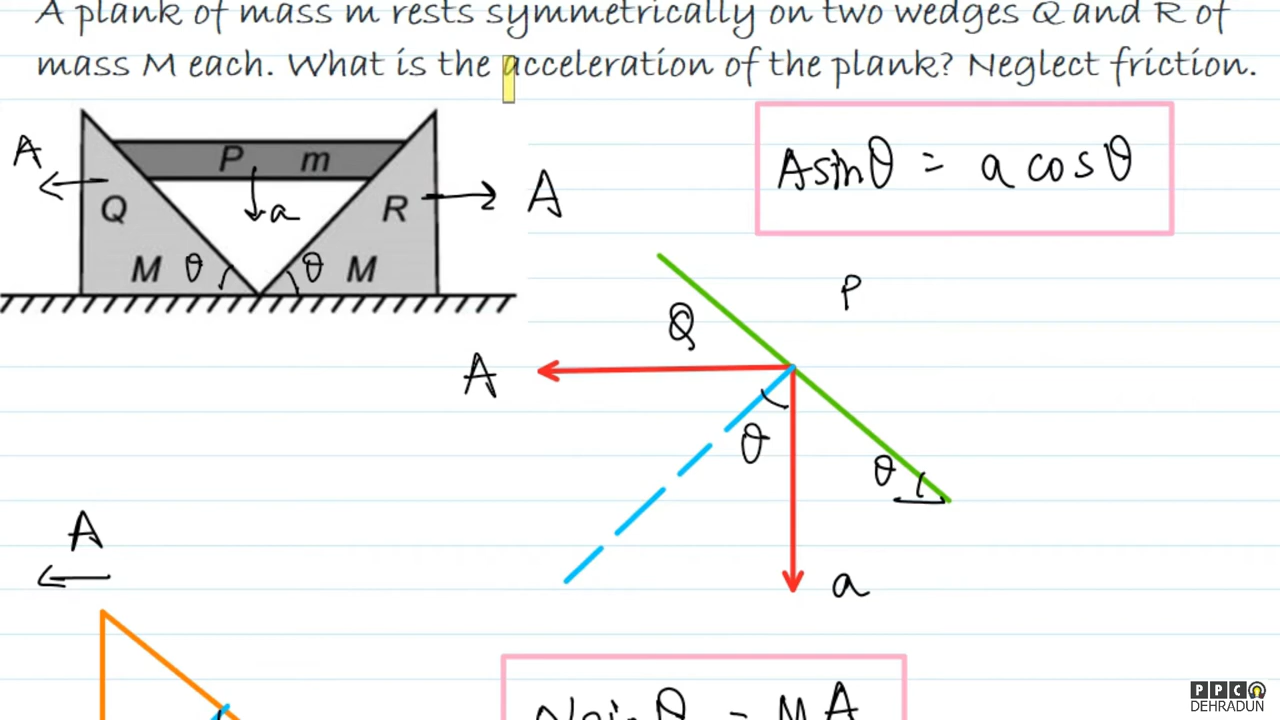 A plank of mass m rests symmetrically on two wedges Q and R of
mass M each. What is the acceleration of the plank? Neglect friction.
A
P m
a
Q
R
A
M θ
θ M
A sinθ = a cosθ
P
Q
A
θ
θ
a
A
N sin θ = M A
PPC
DEHRADUN